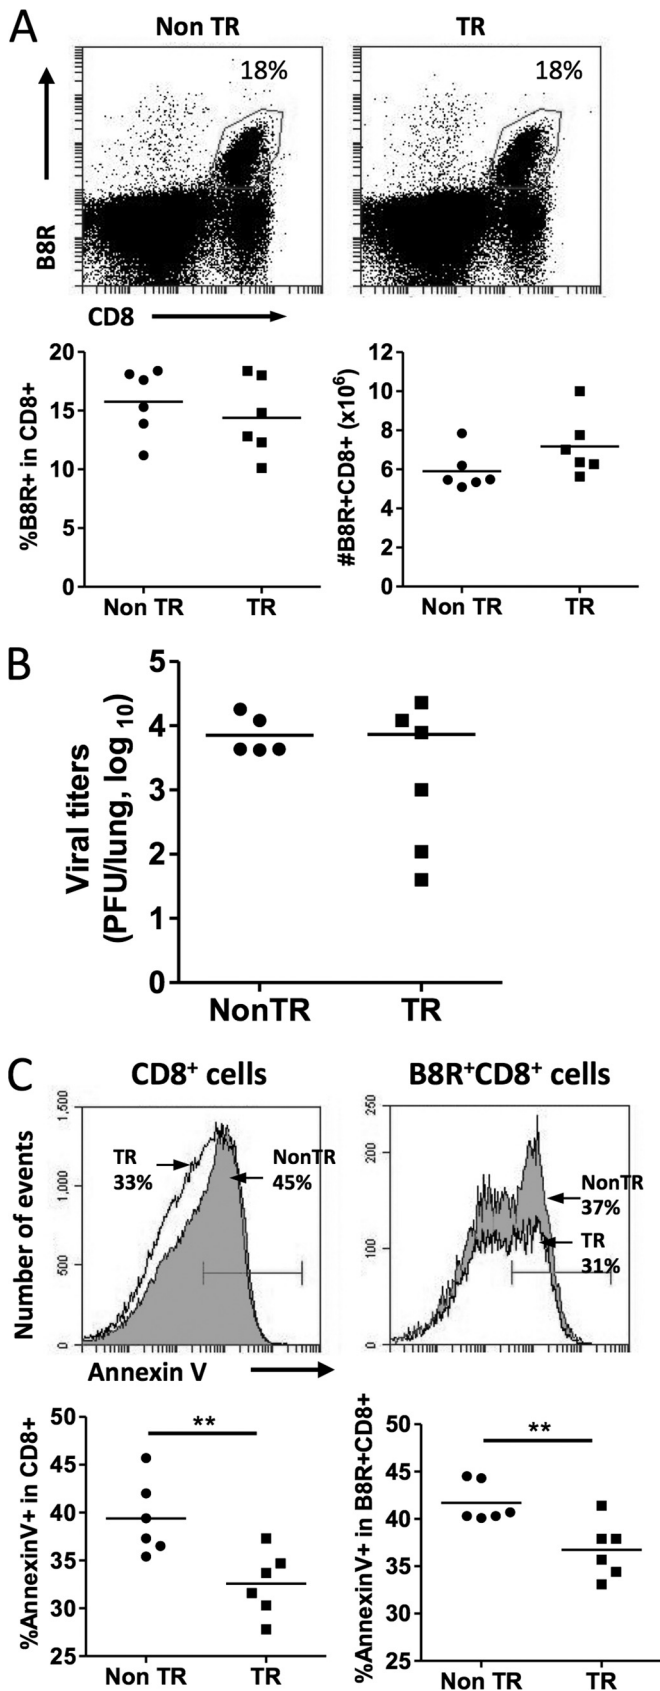 A
Non TR
TR
18%
18%
B8R
CD8
20
15
10
5
0
%B8R+ in CD8+
Non TR
TR
12
10
8
6
4
2
0
#B8R+CD8+ (x10⁶)
Non TR
TR
B
5
4
3
2
1
0
Viral titers
(PFU/lung, log 10)
NonTR
TR
C
CD8⁺ cells
B8R⁺CD8⁺ cells
1,500
1,000
500
0
Number of events
TR
33%
NonTR
45%
250
200
100
0
NonTR
37%
TR
31%
Annexin V
50
45
40
35
30
25
%AnnexinV+ in CD8+
**
Non TR
TR
50
45
40
35
30
25
%AnnexinV+ in B8R+CD8+
**
Non TR
TR